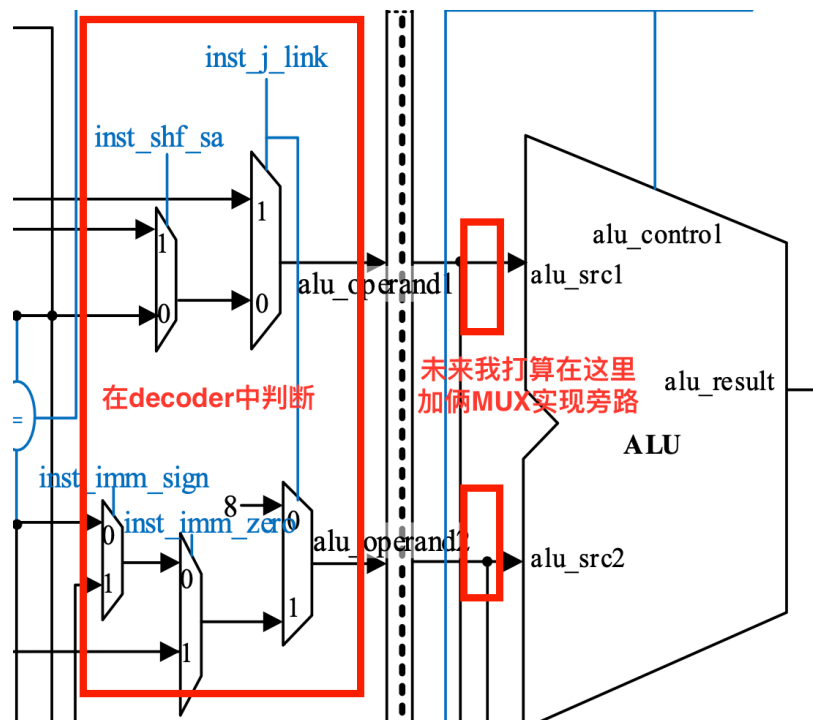 inst_j_link
inst_shf_sa
1
1
0
0
alu_operand1
alu_control
alu_src1
在decoder中判断
未来我打算在这里
加俩MUX实现旁路
alu_result
=
ALU
inst_imm_sign
8
0
inst_imm_zero
0
alu_operand2
0
alu_src2
1
1
1